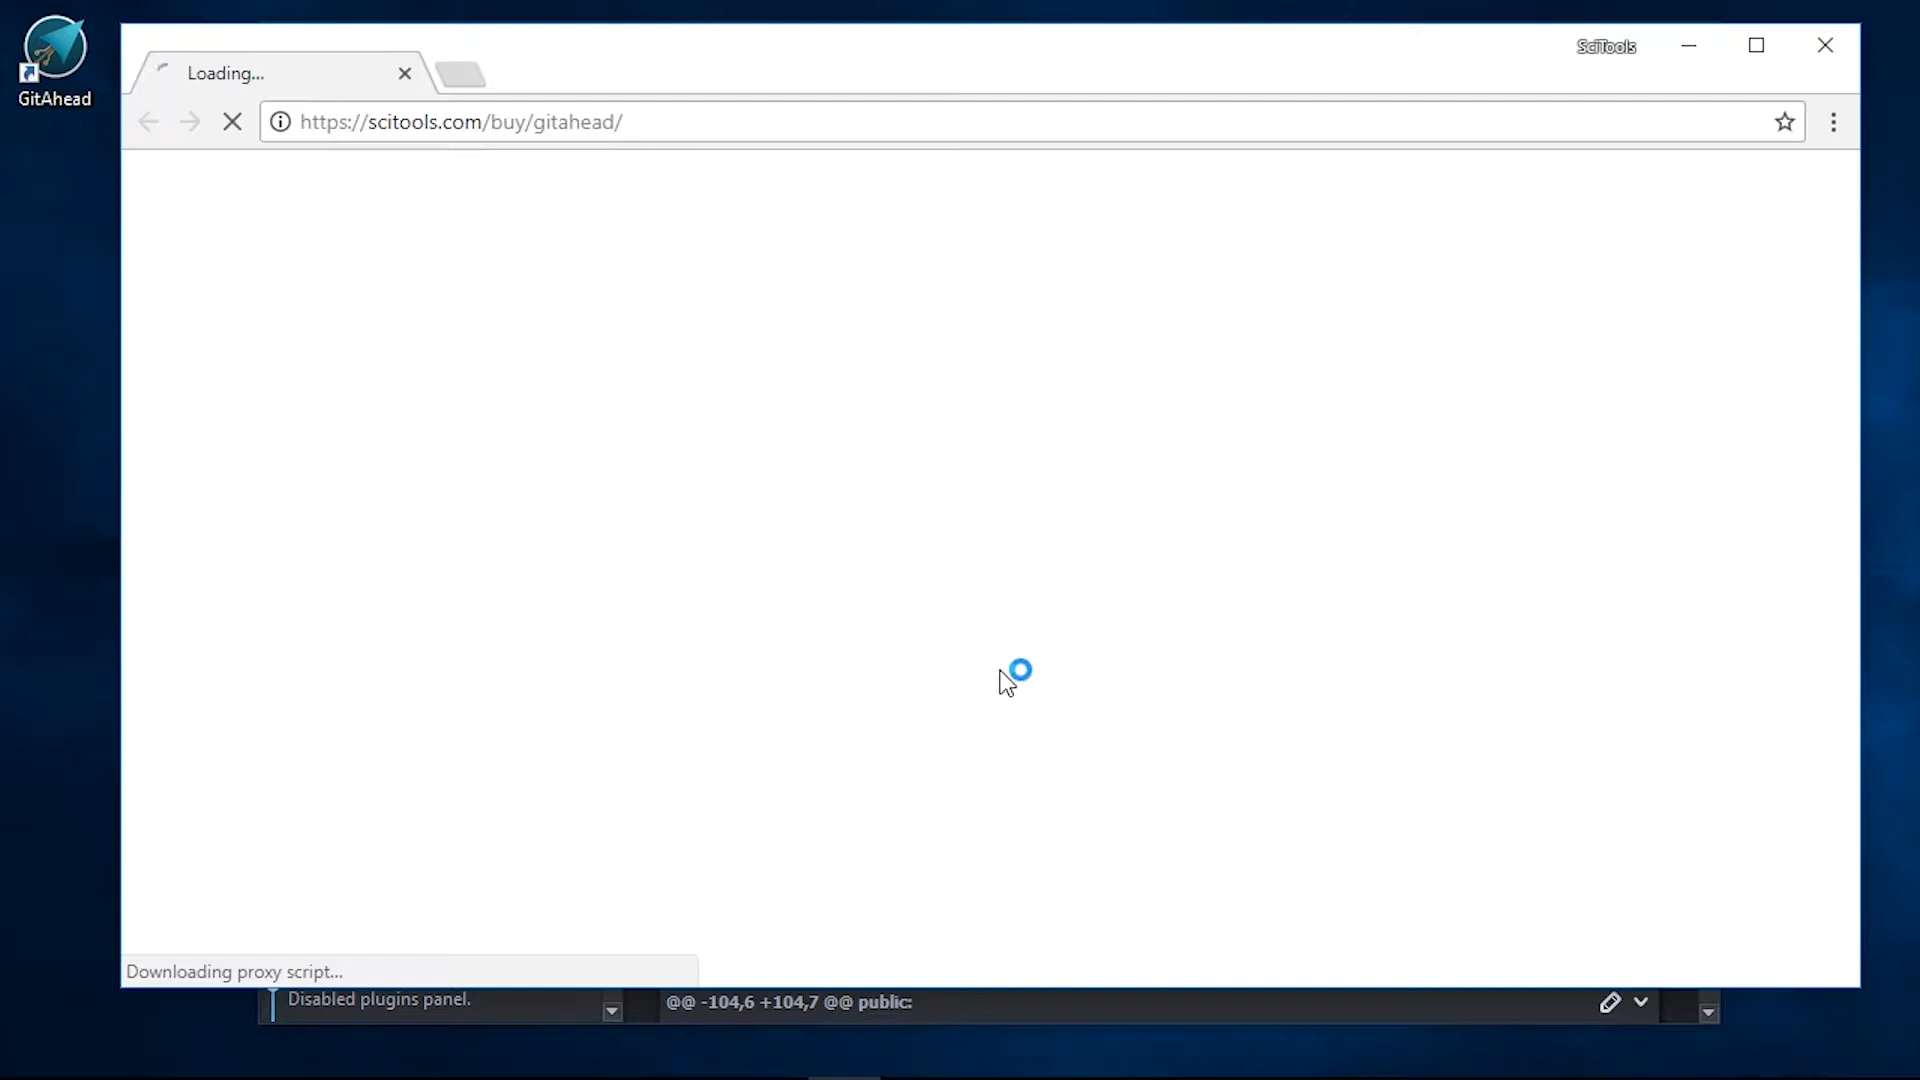 SciTools
GitAhead
Loading...
https://scitools.com/buy/gitahead/
Downloading proxy script...
Disabled plugins panel.
@@ -104,6 +104,7 @@ public: